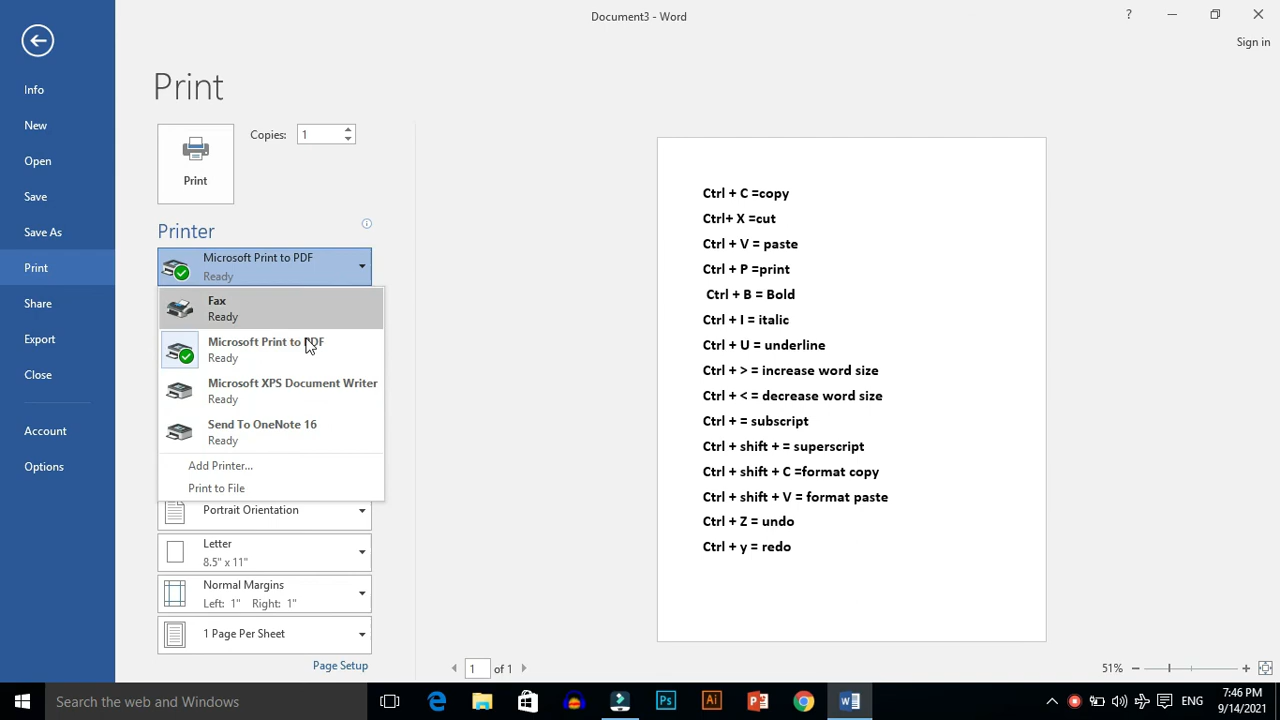 Document3 - Word
?
Sign in
Info
New
Open
Save
Save As
Print
Share
Export
Close
Account
Options
Print
Print
Copies: 1
Printer
Microsoft Print to PDF
Ready
Fax
Ready
Microsoft Print to PDF
Ready
Microsoft XPS Document Writer
Ready
Send To OneNote 16
Ready
Add Printer...
Print to File
Portrait Orientation
Letter
8.5" x 11"
Normal Margins
Left: 1" Right: 1"
1 Page Per Sheet
Page Setup
Ctrl + C =copy
Ctrl+ X =cut
Ctrl + V = paste
Ctrl + P =print
Ctrl + B = Bold
Ctrl + I = italic
Ctrl + U = underline
Ctrl + > = increase word size
Ctrl + < = decrease word size
Ctrl + = subscript
Ctrl + shift + = superscript
Ctrl + shift + C =format copy
Ctrl + shift + V = format paste
Ctrl + Z = undo
Ctrl + y = redo
1 of 1
51%
Search the web and Windows
Ps
Ai
ENG
7:46 PM
9/14/2021